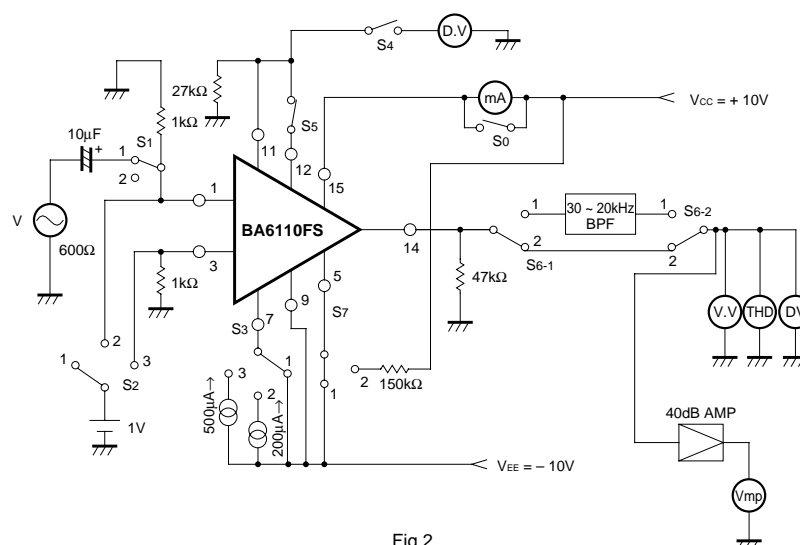 S4
D.V
27kΩ
mA
VCC = + 10V
S0
1kΩ
S5
10µF
+
S1
1
2
11
12
15
V
600Ω
1
BA6110FS
14
3
1kΩ
1
30 ~ 20kHz
BPF
1
S6-2
2
S6-1
2
47kΩ
5
9
7
S7
S3
V.V
THD
DV
2
1
3
S2
1V
3
500µA→
2
200µA→
1
1
2
150kΩ
VEE = – 10V
40dB AMP
Vmp
Fig.2